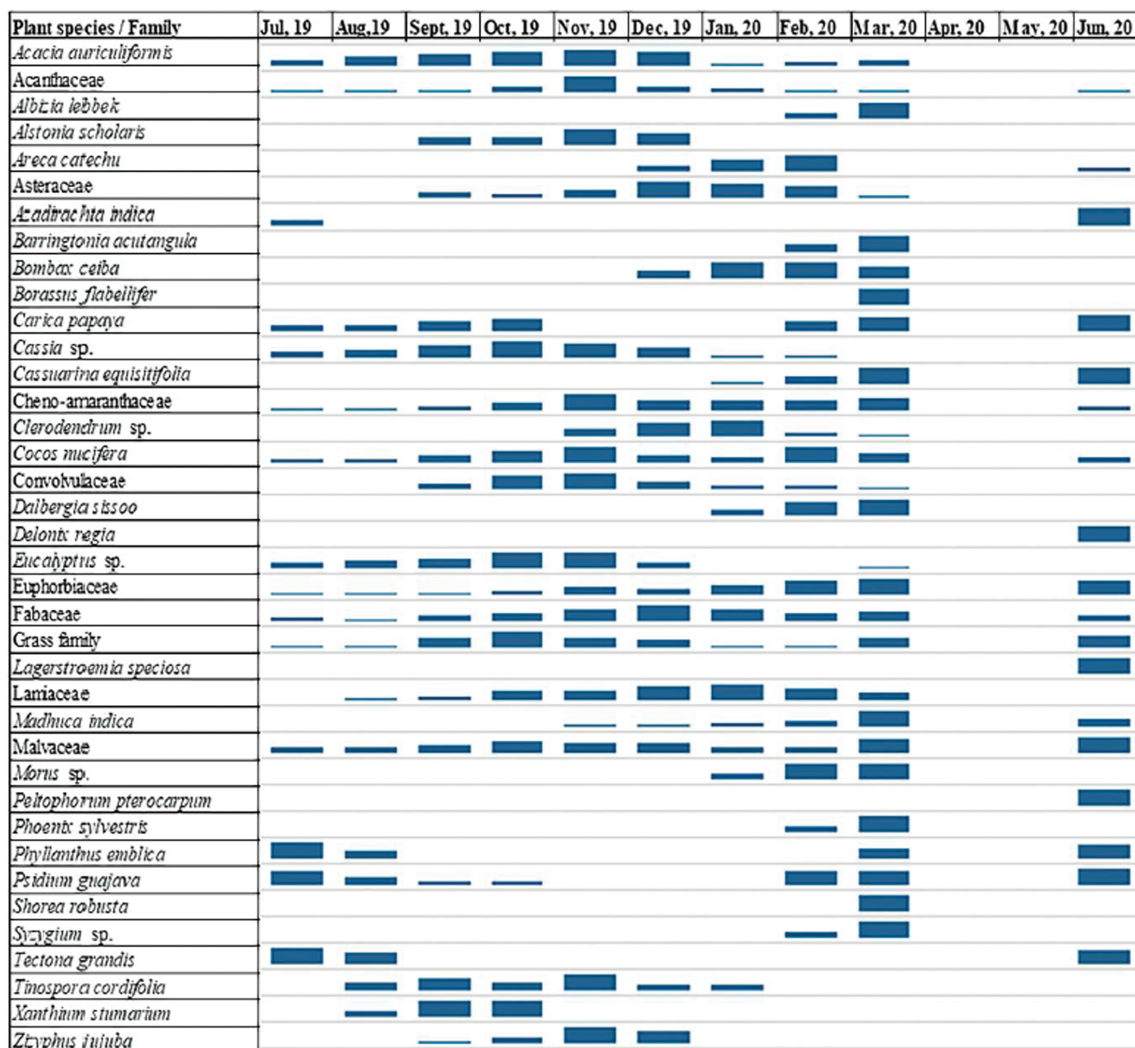 Plant species / Family Jul, 19 Aug,19 Sept, 19 Oct, 19 Nov, 19 Dec, 19 Jan, 20 Feb, 20 Mar, 20 Apr, 20 May, 20 Jun, 20
Acacia auriculiformis
Acanthaceae
Albizia lebbek
Alstonia scholaris
Areca catechu
Asteraceae
Azadirachta indica
Barringtonia acutangula
Bombax ceiba
Borassus flabellifer
Carica papaya
Cassia sp.
Cassuarina equisitifolia
Cheno-amaranthaceae
Clerodendrum sp.
Cocos nucifera
Convolvulaceae
Dalbergia sissoo
Delonix regia
Eucalyptus sp.
Euphorbiaceae
Fabaceae
Grass family
Lagerstroemia speciosa
Lamiaceae
Madhuca indica
Malvaceae
Morus sp.
Peltophorum pterocarpum
Phoenix sylvestris
Phyllanthus emblica
Psidium guajava
Shorea robusta
Syzygium sp.
Tectona grandis
Tinospora cordifolia
Xanthium stumarium
Zizyphus jujuba